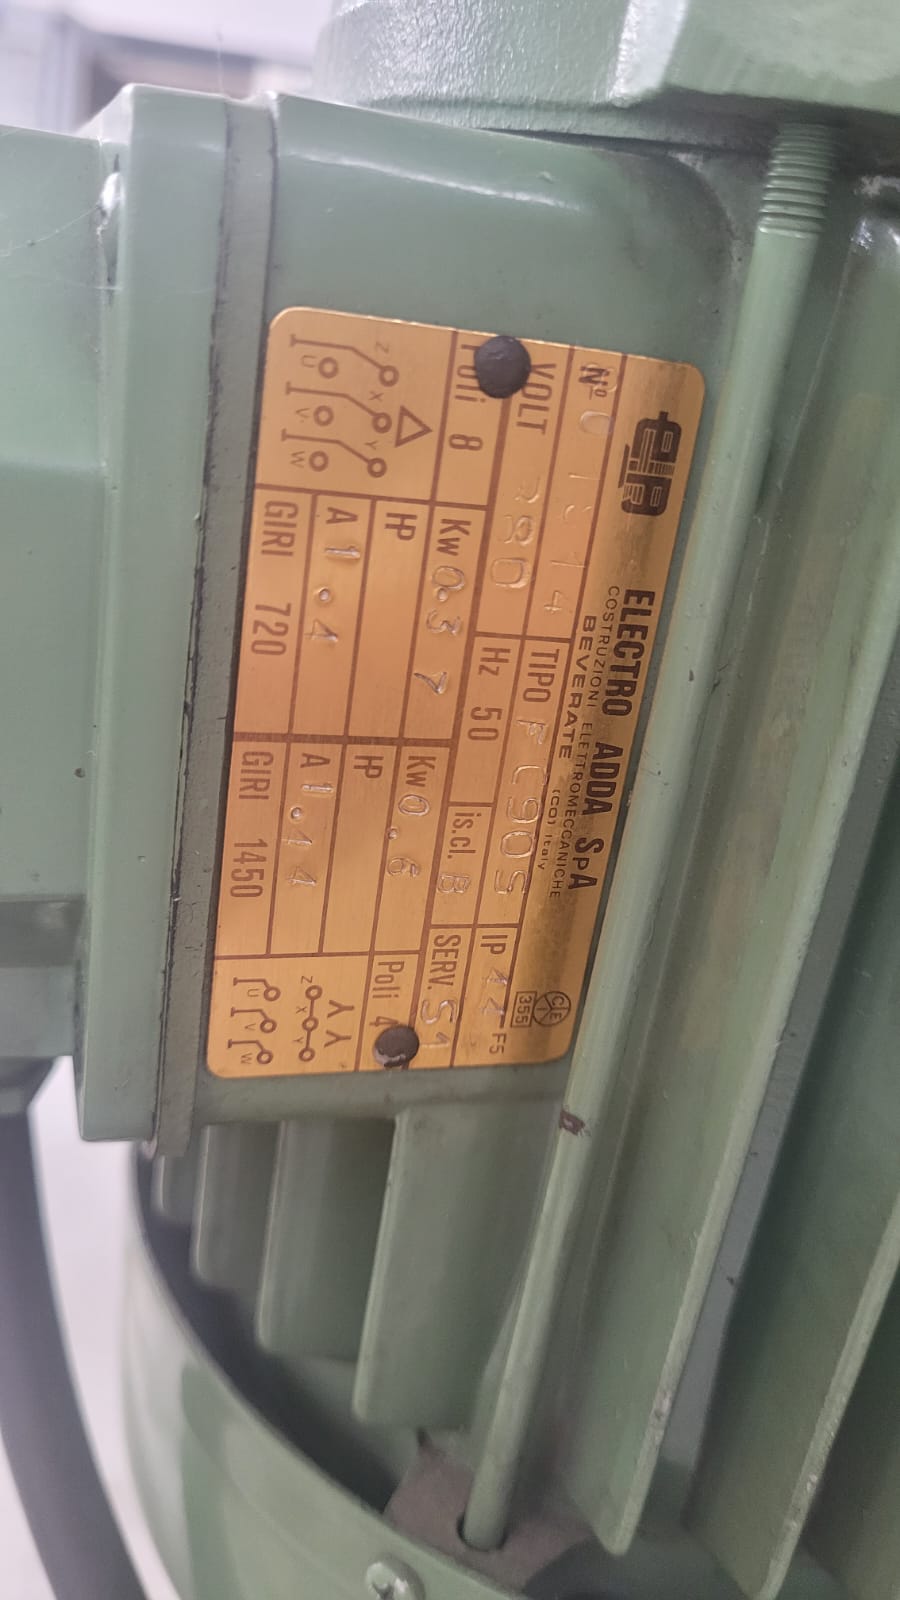 ELECTRO ADDA SpA
COSTRUZIONI ELETTROMECCANICHE
BEVERATE (CO) Italy
CEI
355
Nº TIPO FC90S IP 44 F5
VOLT 380 Hz 50 is.cl. B SERV. S1
Poli 8 Kw 0.37 Kw 0.6 Poli 4
HP HP
A 1.4 A 1.44
GIRI 720 GIRI 1450
Z X Y
U V W
Z X Y
U V W